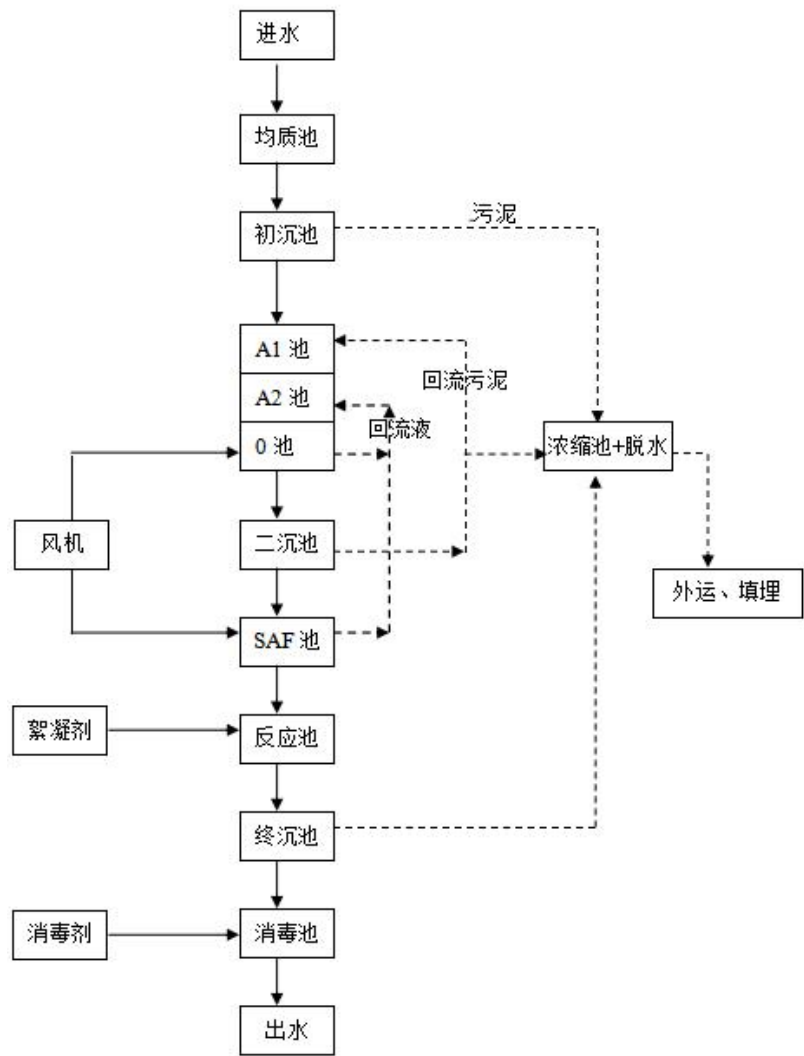 进水
均质池
初沉池
污泥
A1 池
回流污泥
A2 池
回流液
0 池
浓缩池+脱水
风机
二沉池
外运、填埋
SAF 池
絮凝剂
反应池
终沉池
消毒剂
消毒池
出水